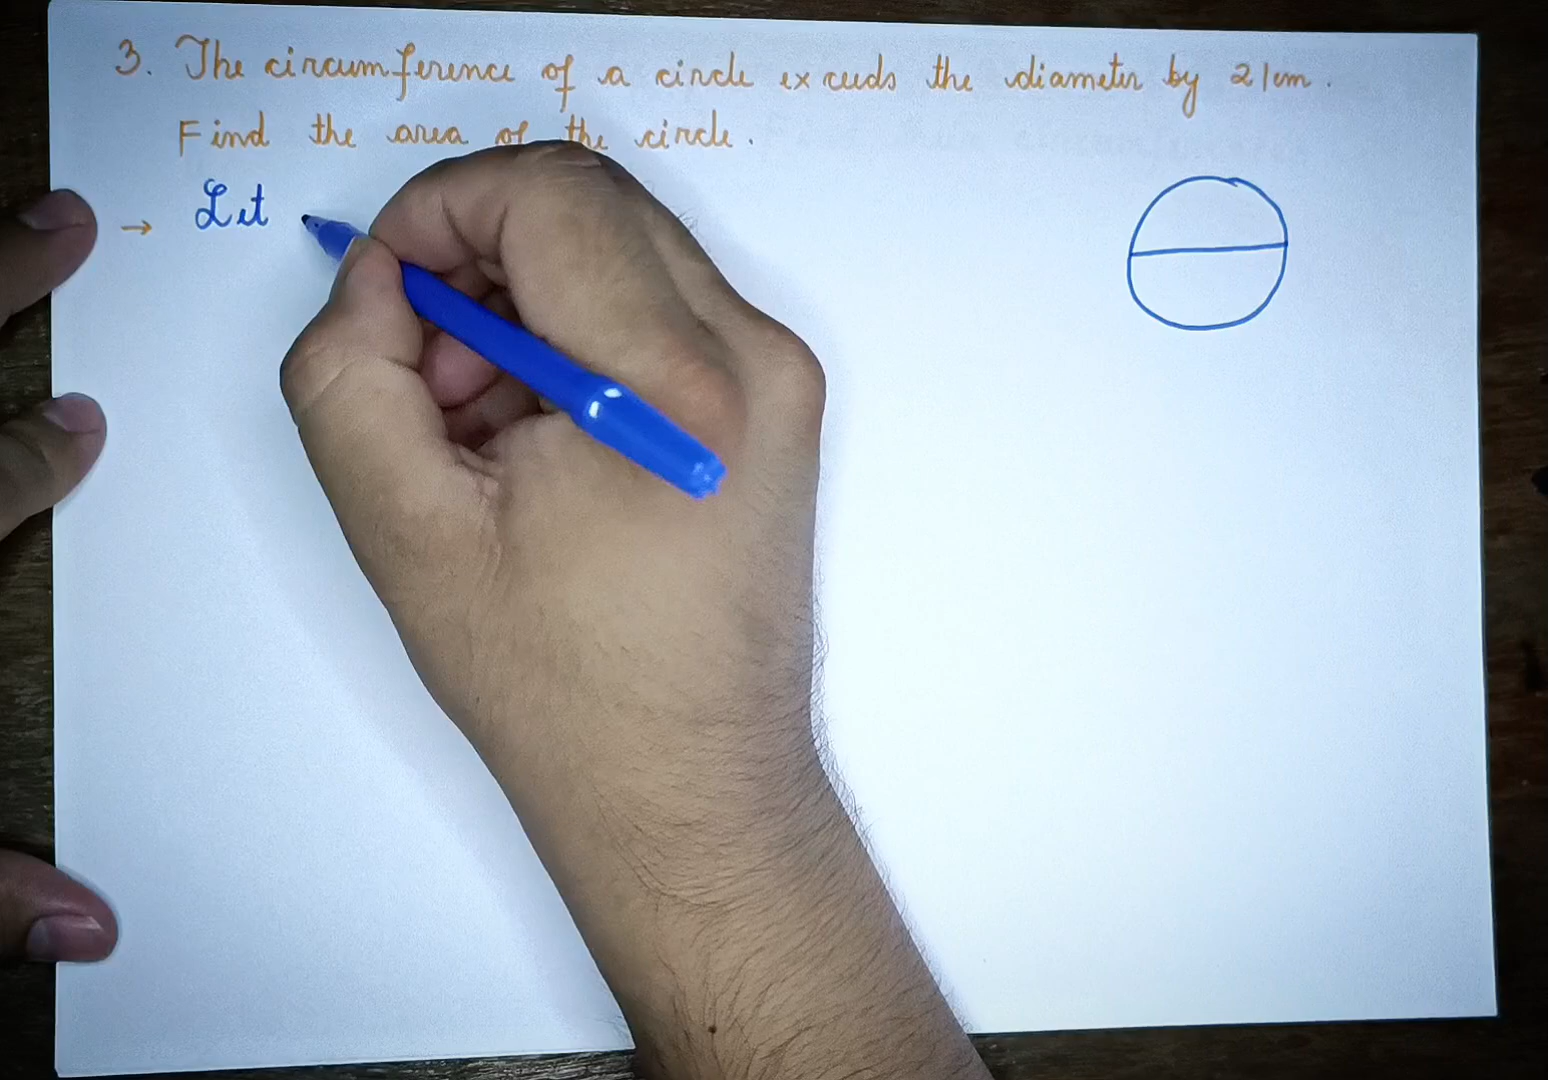 3. The circumference of a circle exceeds the diameter by 21cm.
Find the area of the circle.
→ Let